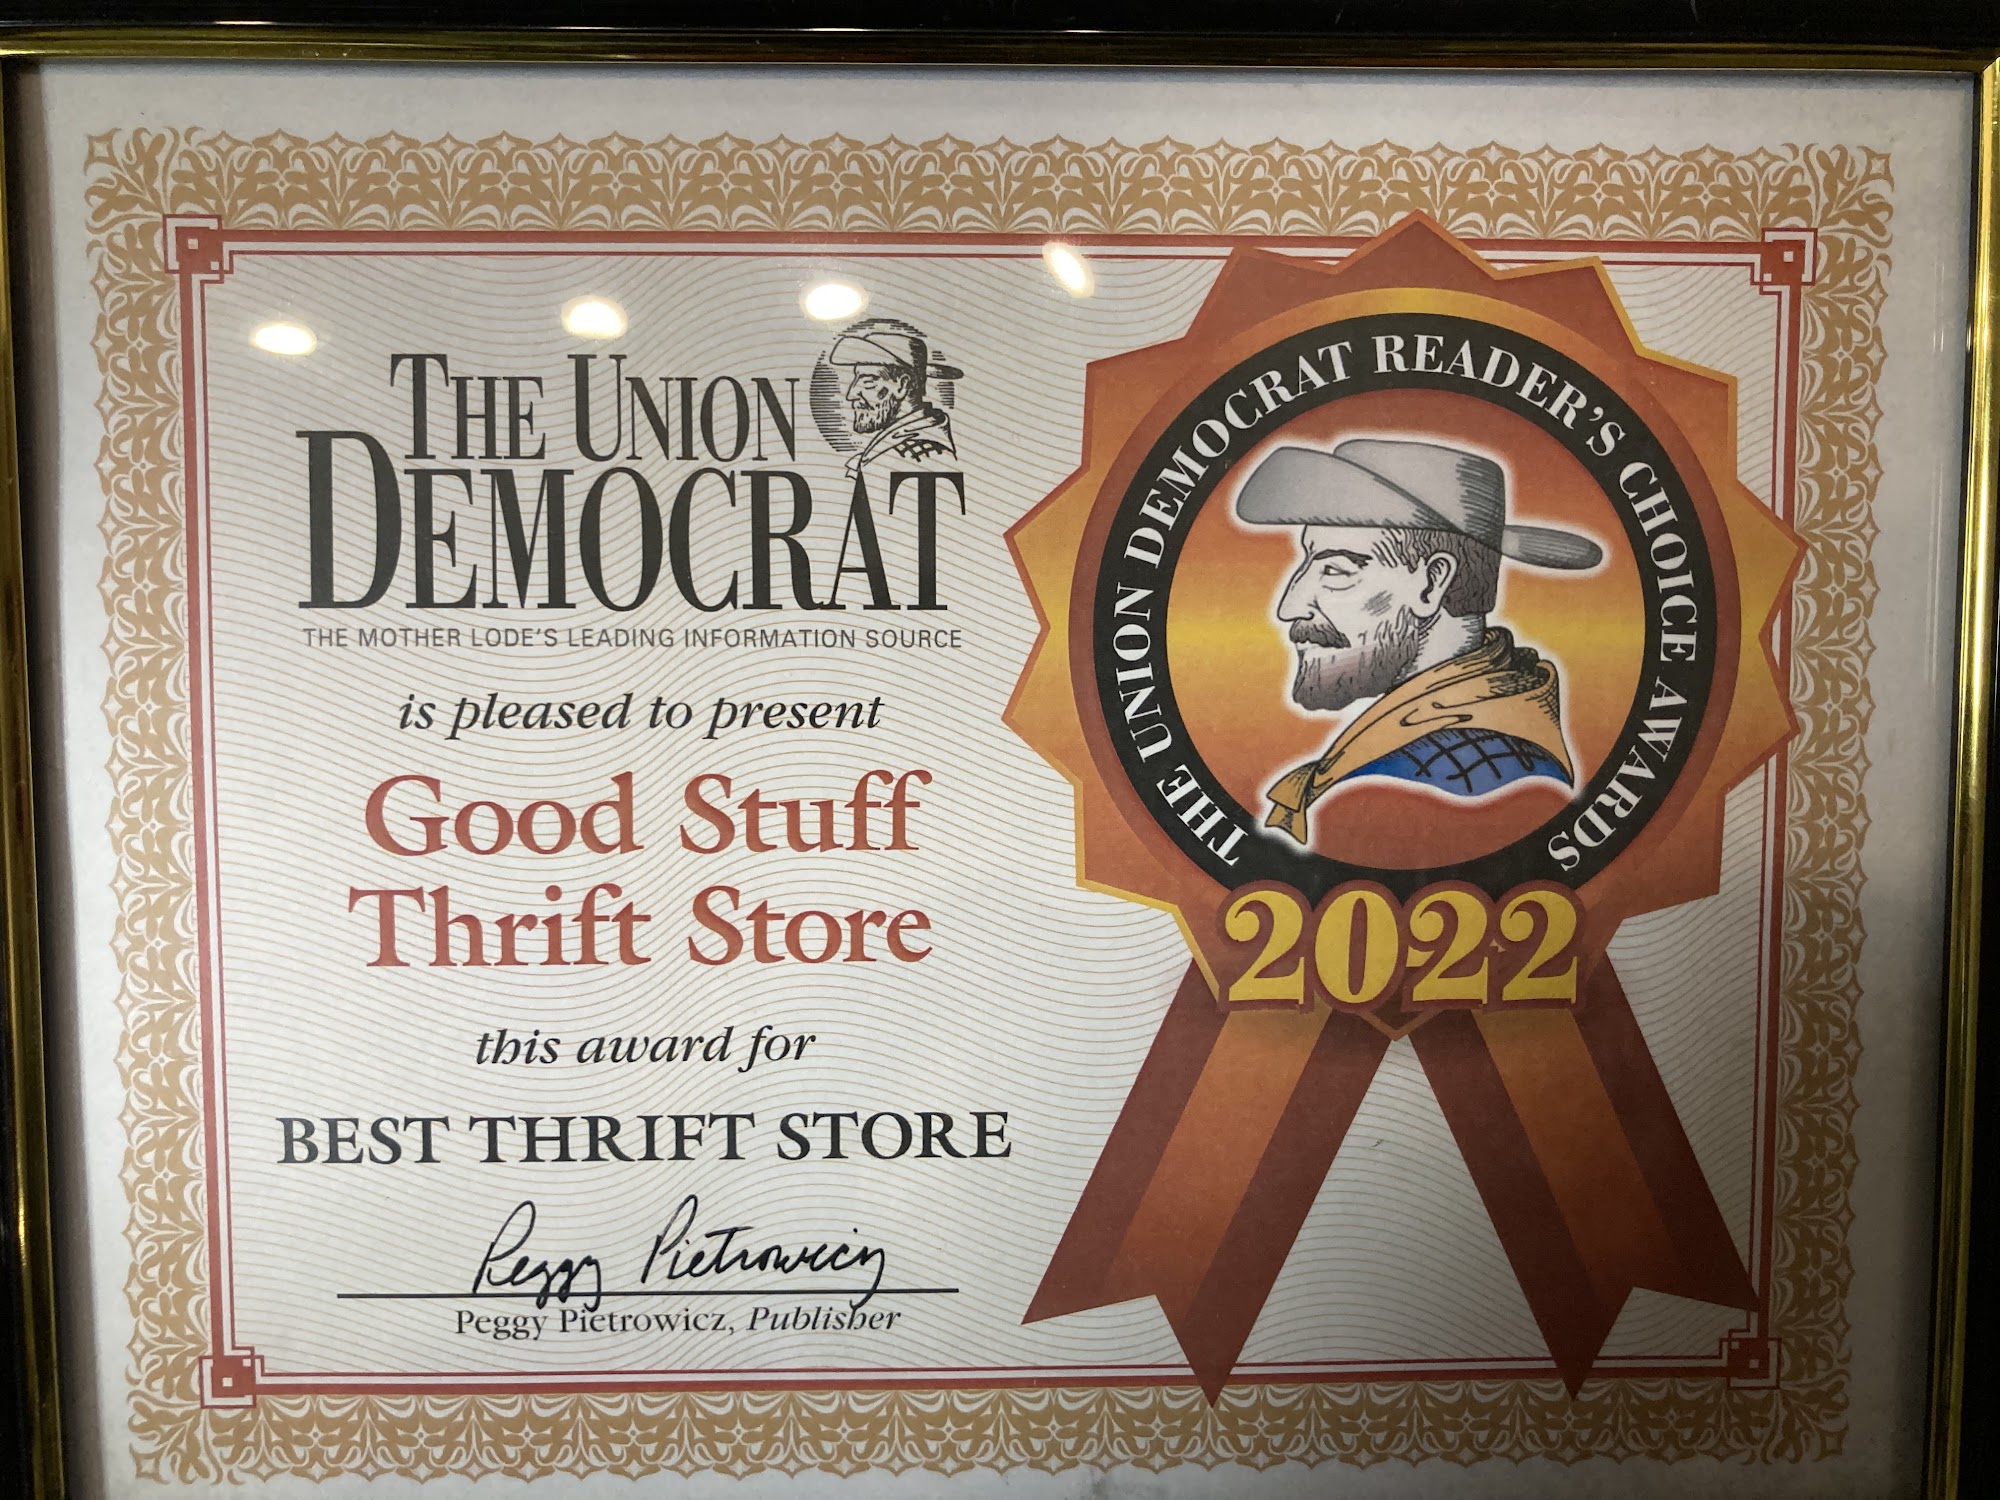 THE UNION
DEMOCRAT
THE MOTHER LODE'S LEADING INFORMATION SOURCE
is pleased to present
Good Stuff
Thrift Store
this award for
BEST THRIFT STORE
Peggy Pietrowicz
Peggy Pietrowicz, Publisher
THE UNION DEMOCRAT READER'S CHOICE AWARDS
2022